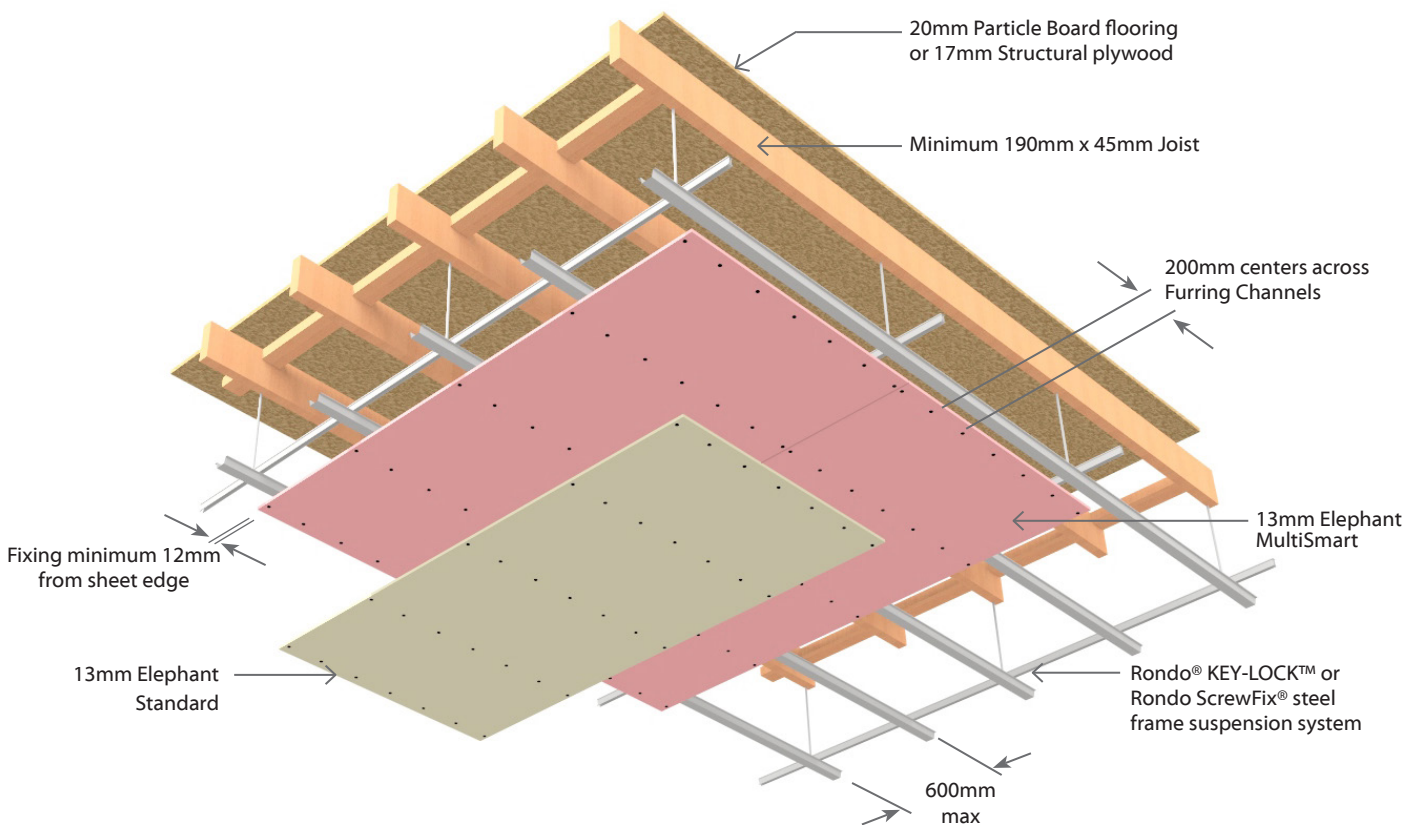 20mm Particle Board flooring
or 17mm Structural plywood
Minimum 190mm x 45mm Joist
200mm centers across
Furring Channels
13mm Elephant
MultiSmart
Fixing minimum 12mm
from sheet edge
13mm Elephant
Standard
Rondo® KEY-LOCK™ or
Rondo ScrewFix® steel
frame suspension system
600mm
max